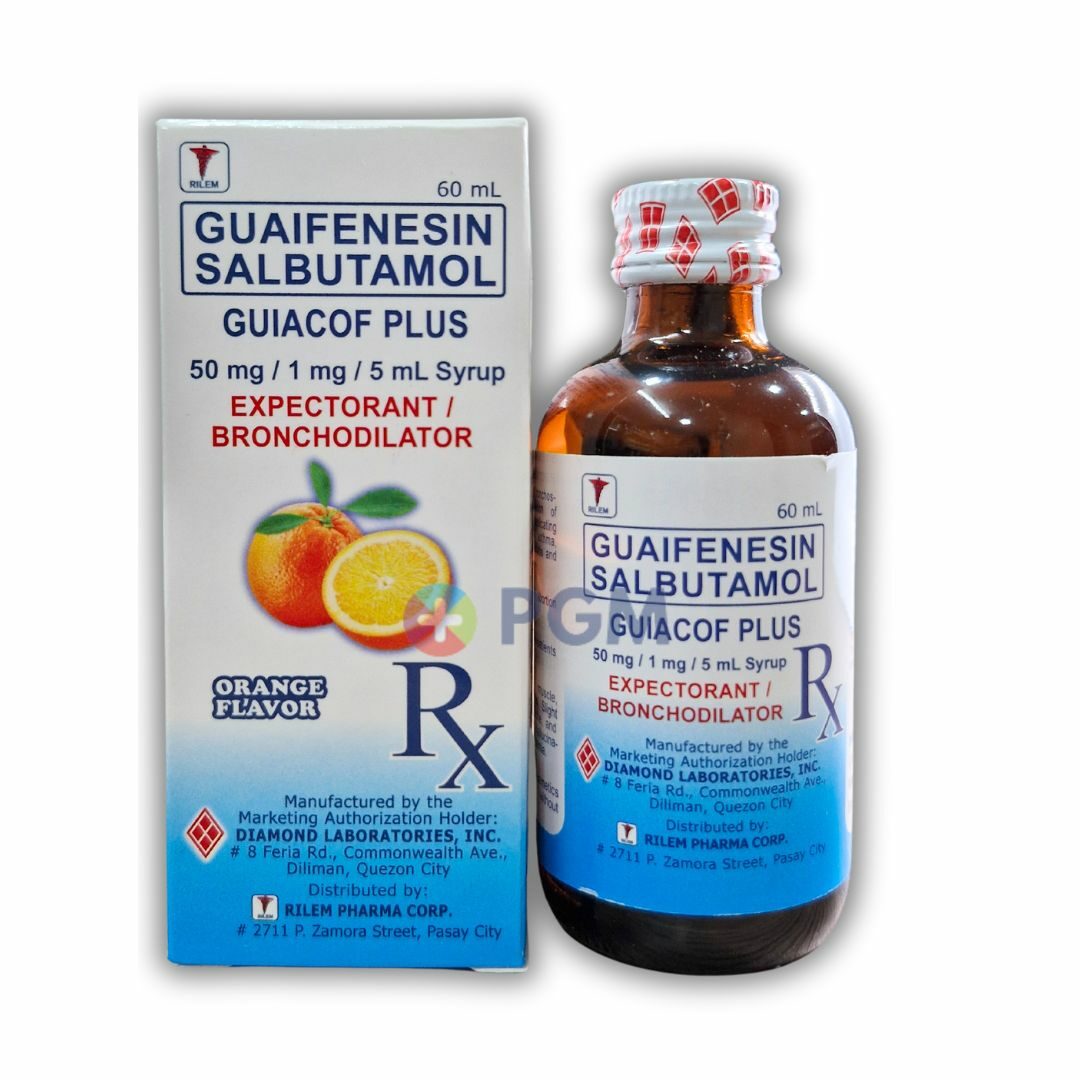 RILEM
60 mL
GUAIFENESIN
SALBUTAMOL
GUIACOF PLUS
50 mg / 1 mg / 5 mL Syrup
EXPECTORANT /
BRONCHODILATOR
ORANGE
FLAVOR
Rx
Manufactured by the
Marketing Authorization Holder:
DIAMOND LABORATORIES, INC.
# 8 Feria Rd., Commonwealth Ave.,
Diliman, Quezon City
Distributed by:
RILEM
RILEM PHARMA CORP.
# 2711 P. Zamora Street, Pasay City
PGM
RILEM
60 mL
GUAIFENESIN
SALBUTAMOL
GUIACOF PLUS
50 mg / 1 mg / 5 mL Syrup
Rx
EXPECTORANT /
BRONCHODILATOR
Manufactured by the
Marketing Authorization Holder:
DIAMOND LABORATORIES, INC.
# 8 Feria Rd., Commonwealth Ave.,
Diliman, Quezon City
Distributed by:
RILEM
RILEM PHARMA CORP.
# 2711 P. Zamora Street, Pasay City